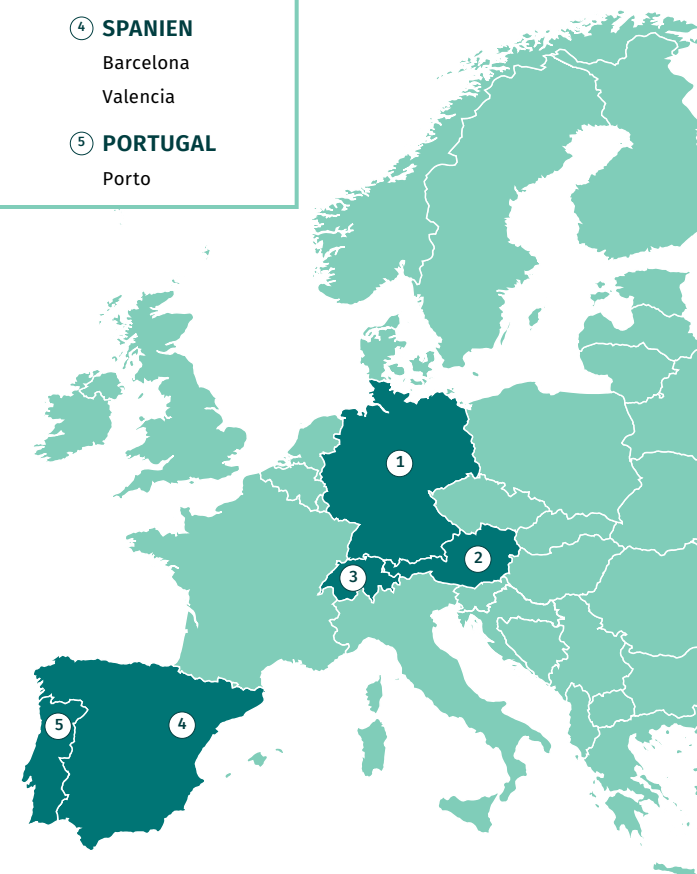 4 SPANIEN
Barcelona
Valencia
5 PORTUGAL
Porto
1
2
3
4
5